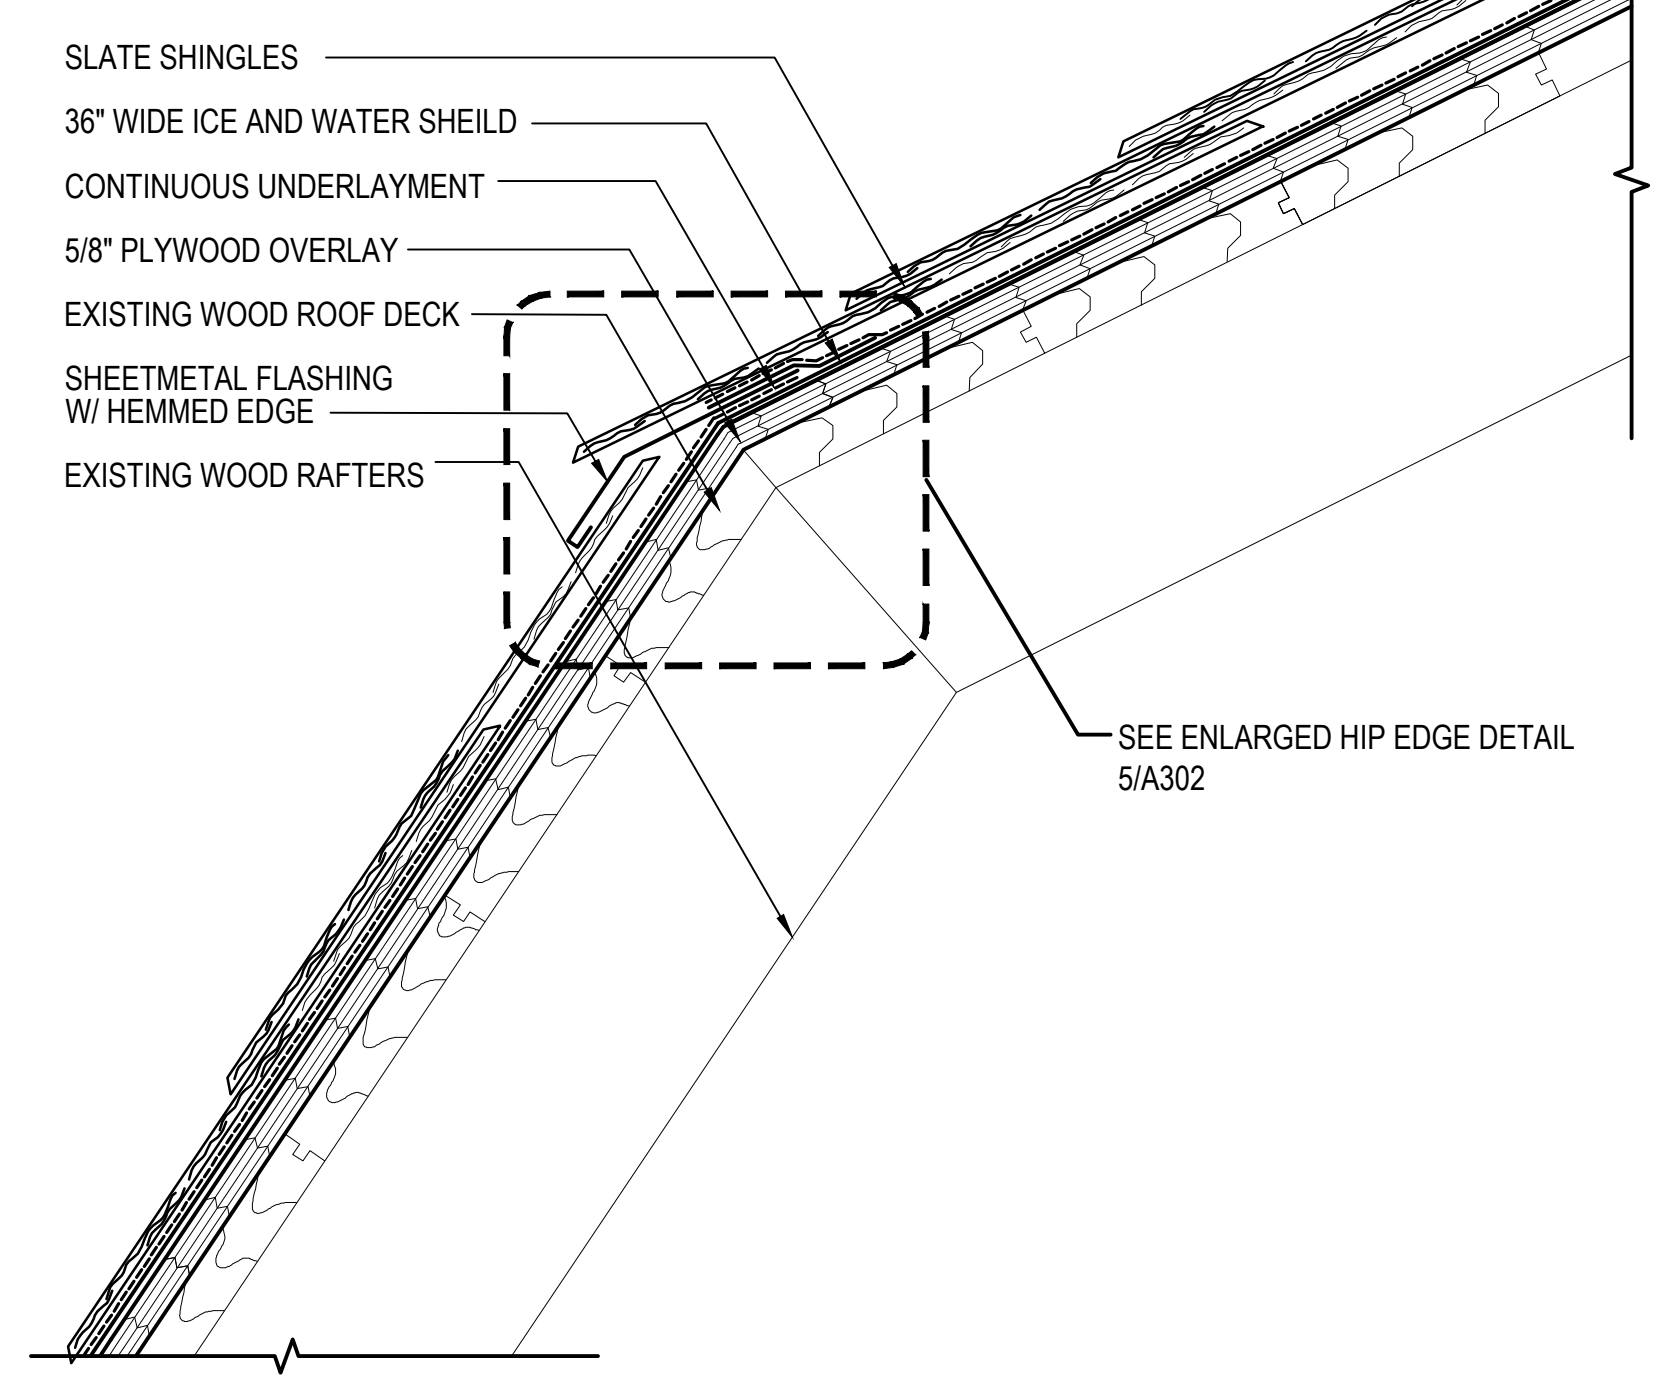 SLATE SHINGLES
36" WIDE ICE AND WATER SHEILD
CONTINUOUS UNDERLAYMENT
5/8" PLYWOOD OVERLAY
EXISTING WOOD ROOF DECK
SHEETMETAL FLASHING
W/ HEMMED EDGE
EXISTING WOOD RAFTERS
SEE ENLARGED HIP EDGE DETAIL
5/A302